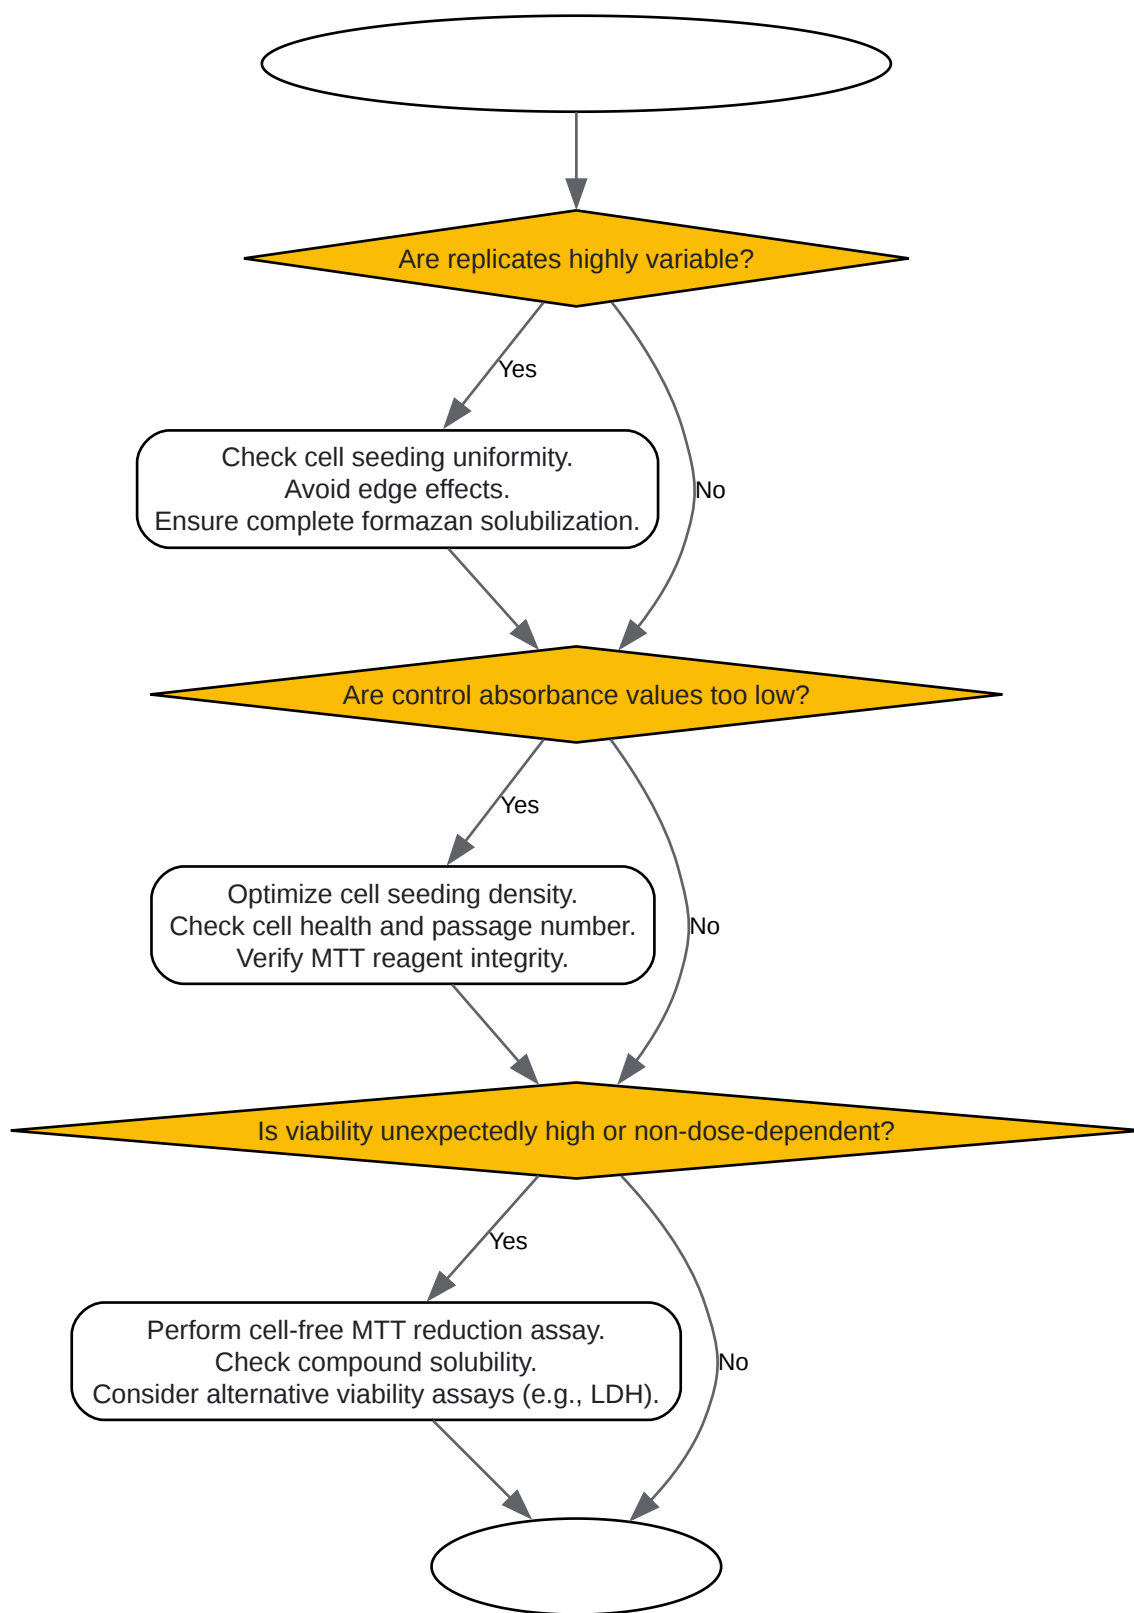 Are replicates highly variable?
Yes
Check cell seeding uniformity.
Avoid edge effects.
Ensure complete formazan solubilization.
No
Are control absorbance values too low?
Yes
Optimize cell seeding density.
Check cell health and passage number.
Verify MTT reagent integrity.
No
Is viability unexpectedly high or non-dose-dependent?
Yes
Perform cell-free MTT reduction assay.
Check compound solubility.
Consider alternative viability assays (e.g., LDH).
No